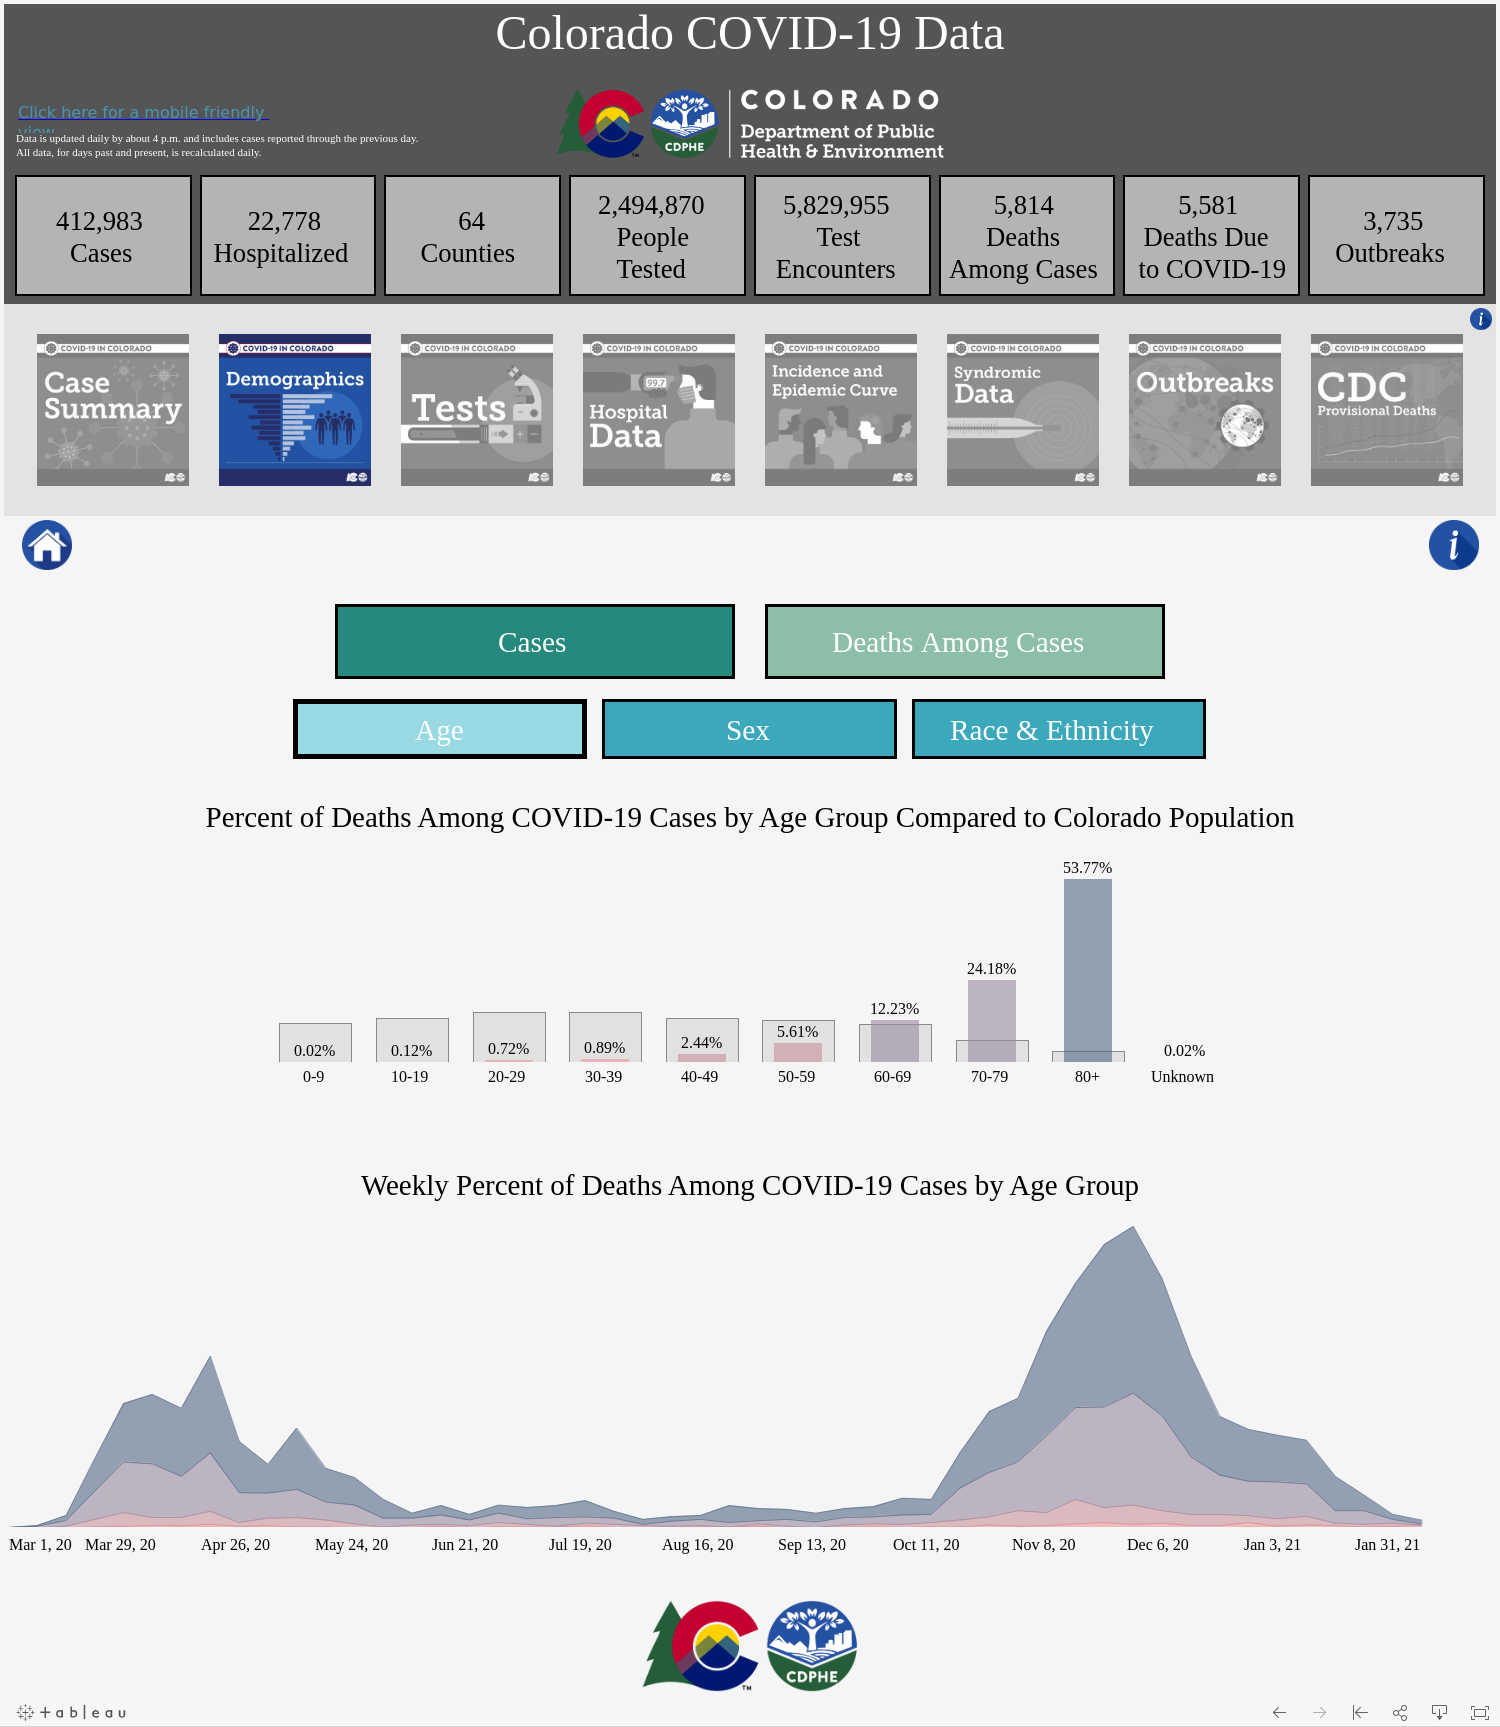 Colorado COVID-19 Data
Click here for a mobile friendly
view
Data is updated daily by about 4 p.m. and includes cases reported through the previous day.
All data, for days past and present, is recalculated daily.
CDPHE
TM
COLORADO
Department of Public
Health & Environment
412,983
Cases
22,778
Hospitalized
64
Counties
2,494,870
People
Tested
5,829,955
Test
Encounters
5,814
Deaths
Among Cases
5,581
Deaths Due
to COVID-19
3,735
Outbreaks
i
COVID-19 IN COLORADO
Case
Summary
COVID-19 IN COLORADO
Demographics
COVID-19 IN COLORADO
Tests
COVID-19 IN COLORADO
99.7
Hospital
Data
COVID-19 IN COLORADO
Incidence and
Epidemic Curve
COVID-19 IN COLORADO
Syndromic
Data
COVID-19 IN COLORADO
Outbreaks
COVID-19 IN COLORADO
CDC
Provisional Deaths
i
Cases
Deaths Among Cases
Age
Sex
Race & Ethnicity
Percent of Deaths Among COVID-19 Cases by Age Group Compared to Colorado Population
53.77%
24.18%
12.23%
5.61%
2.44%
0.02%
0.12%
0.72%
0.89%
0.02%
0-9
10-19
20-29
30-39
40-49
50-59
60-69
70-79
80+
Unknown
Weekly Percent of Deaths Among COVID-19 Cases by Age Group
Mar 1, 20
Mar 29, 20
Apr 26, 20
May 24, 20
Jun 21, 20
Jul 19, 20
Aug 16, 20
Sep 13, 20
Oct 11, 20
Nov 8, 20
Dec 6, 20
Jan 3, 21
Jan 31, 21
TM
CDPHE
+ableau